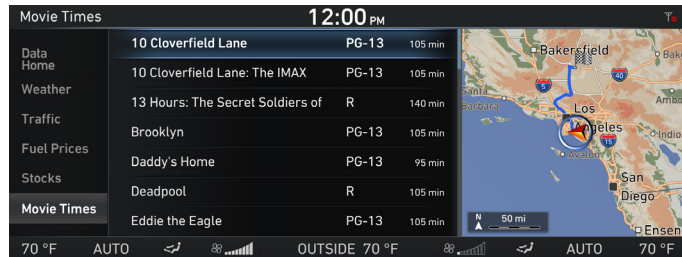 Movie Times
12:00 PM
Data
Home
Weather
Traffic
Fuel Prices
Stocks
Movie Times
10 Cloverfield Lane PG-13 105 min
10 Cloverfield Lane: The IMAX PG-13 105 min
13 Hours: The Secret Soldiers of R 140 min
Brooklyn PG-13 105 min
Daddy's Home PG-13 95 min
Deadpool R 105 min
Eddie the Eagle PG-13 105 min
Bakersfield
Bak
40
5
Santa
Barbara
Ambo
Los
Angeles
15
Indio
Avalon
San
Diego
N 50 mi
Ensen
70 °F AUTO OUTSIDE 70 °F AUTO 70 °F